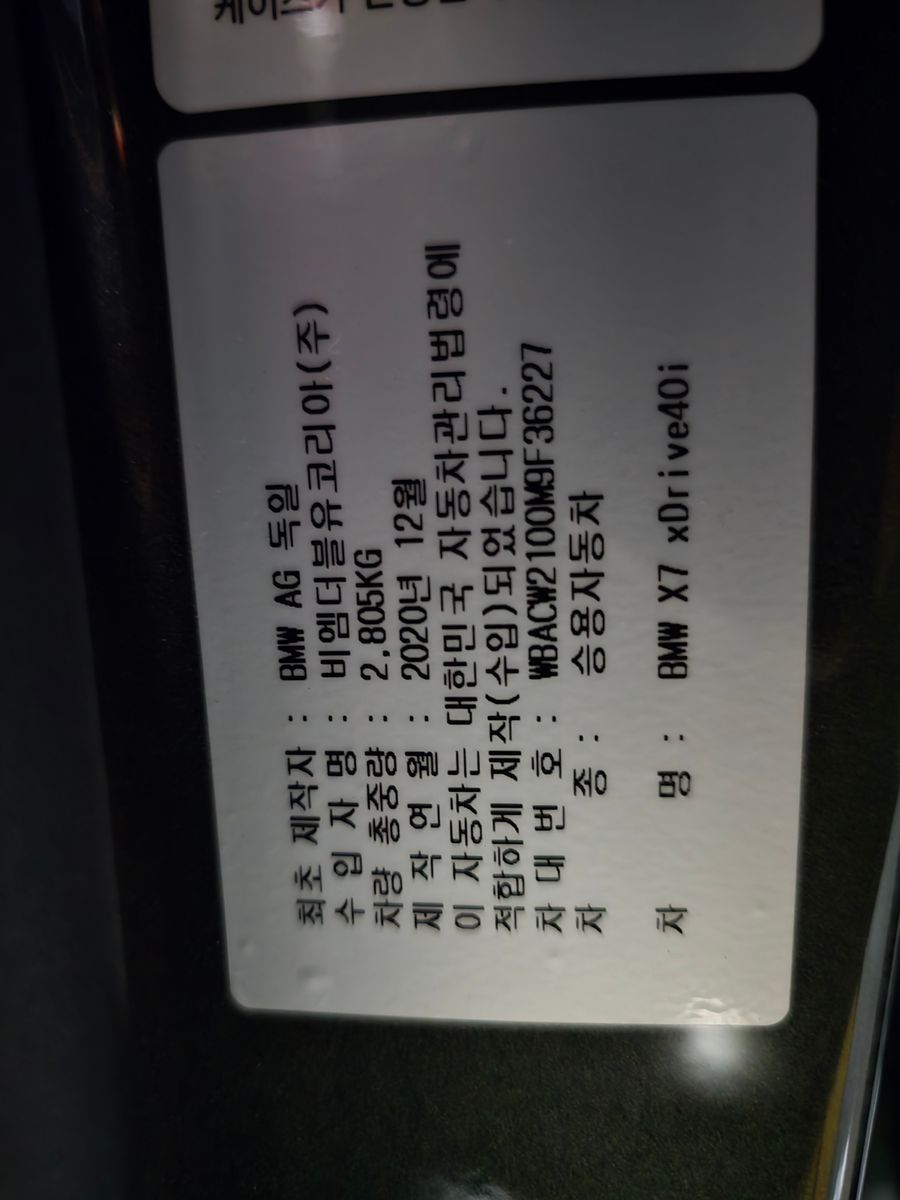 최초 제작자 : BMW AG 독일
수 입 자 명 : 비엠더블유코리아(주)
차량 총중량 : 2.805KG
제 작 연 월 : 2020년 12월
이 자동차는 대한민국 자동차관리법령에
적합하게 제작(수입)되었습니다.
차 대 번 호 : WBACW2100M9F36227
차 종 : 승용자동차
차 명 : BMW X7 xDrive40i